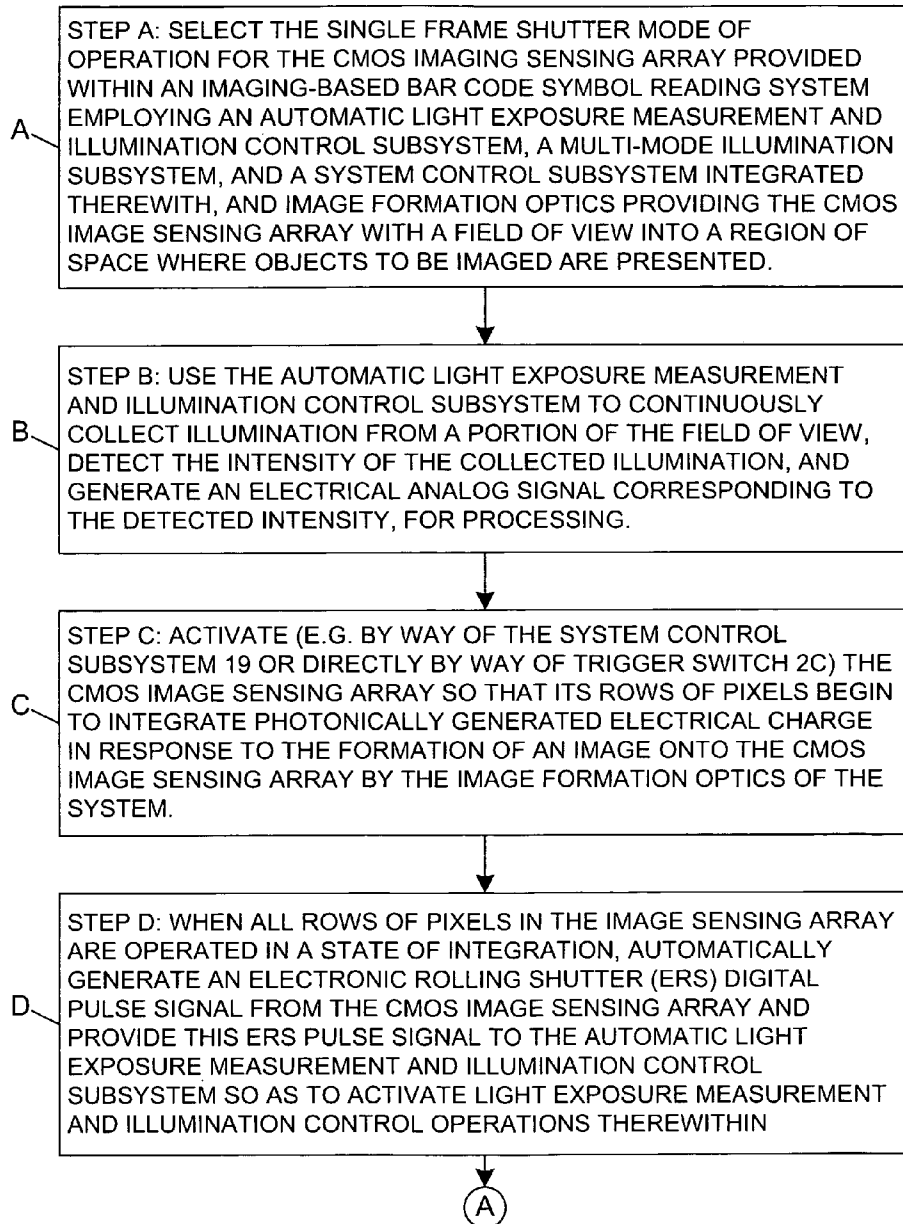 STEP A: SELECT THE SINGLE FRAME SHUTTER MODE OF
OPERATION FOR THE CMOS IMAGING SENSING ARRAY PROVIDED
WITHIN AN IMAGING-BASED BAR CODE SYMBOL READING SYSTEM
EMPLOYING AN AUTOMATIC LIGHT EXPOSURE MEASUREMENT AND
A
ILLUMINATION CONTROL SUBSYSTEM, A MULTI-MODE ILLUMINATION
SUBSYSTEM, AND A SYSTEM CONTROL SUBSYSTEM INTEGRATED
THEREWITH, AND IMAGE FORMATION OPTICS PROVIDING THE CMOS
IMAGE SENSING ARRAY WITH A FIELD OF VIEW INTO A REGION OF
SPACE WHERE OBJECTS TO BE IMAGED ARE PRESENTED.
STEP B: USE THE AUTOMATIC LIGHT EXPOSURE MEASUREMENT
AND ILLUMINATION CONTROL SUBSYSTEM TO CONTINUOUSLY
B
COLLECT ILLUMINATION FROM A PORTION OF THE FIELD OF VIEW,
DETECT THE INTENSITY OF THE COLLECTED ILLUMINATION, AND
GENERATE AN ELECTRICAL ANALOG SIGNAL CORRESPONDING TO
THE DETECTED INTENSITY, FOR PROCESSING.
STEP C: ACTIVATE (E.G. BY WAY OF THE SYSTEM CONTROL
SUBSYSTEM 19 OR DIRECTLY BY WAY OF TRIGGER SWITCH 2C) THE
CMOS IMAGE SENSING ARRAY SO THAT ITS ROWS OF PIXELS BEGIN
C
TO INTEGRATE PHOTONICALLY GENERATED ELECTRICAL CHARGE
IN RESPONSE TO THE FORMATION OF AN IMAGE ONTO THE CMOS
IMAGE SENSING ARRAY BY THE IMAGE FORMATION OPTICS OF THE
SYSTEM.
STEP D: WHEN ALL ROWS OF PIXELS IN THE IMAGE SENSING ARRAY
ARE OPERATED IN A STATE OF INTEGRATION, AUTOMATICALLY
GENERATE AN ELECTRONIC ROLLING SHUTTER (ERS) DIGITAL
D
PULSE SIGNAL FROM THE CMOS IMAGE SENSING ARRAY AND
PROVIDE THIS ERS PULSE SIGNAL TO THE AUTOMATIC LIGHT
EXPOSURE MEASUREMENT AND ILLUMINATION CONTROL
SUBSYSTEM SO AS TO ACTIVATE LIGHT EXPOSURE MEASUREMENT
AND ILLUMINATION CONTROL OPERATIONS THEREWITHIN
A